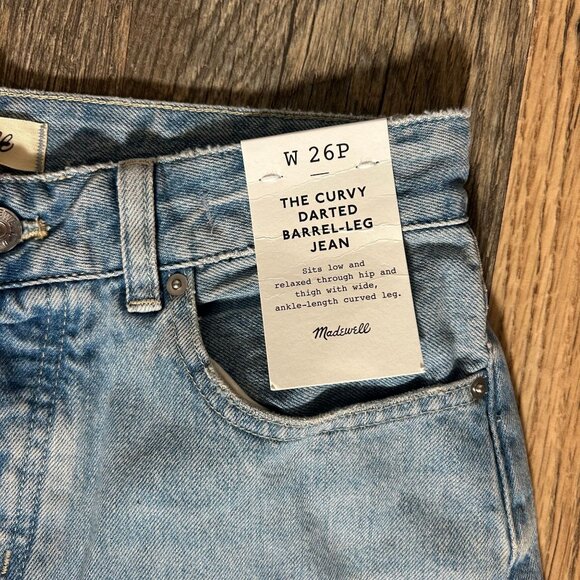 W 26P
THE CURVY
DARTED
BARREL-LEG
JEAN
Sits low and
relaxed through hip and
thigh with wide,
ankle-length curved leg.
Madewell